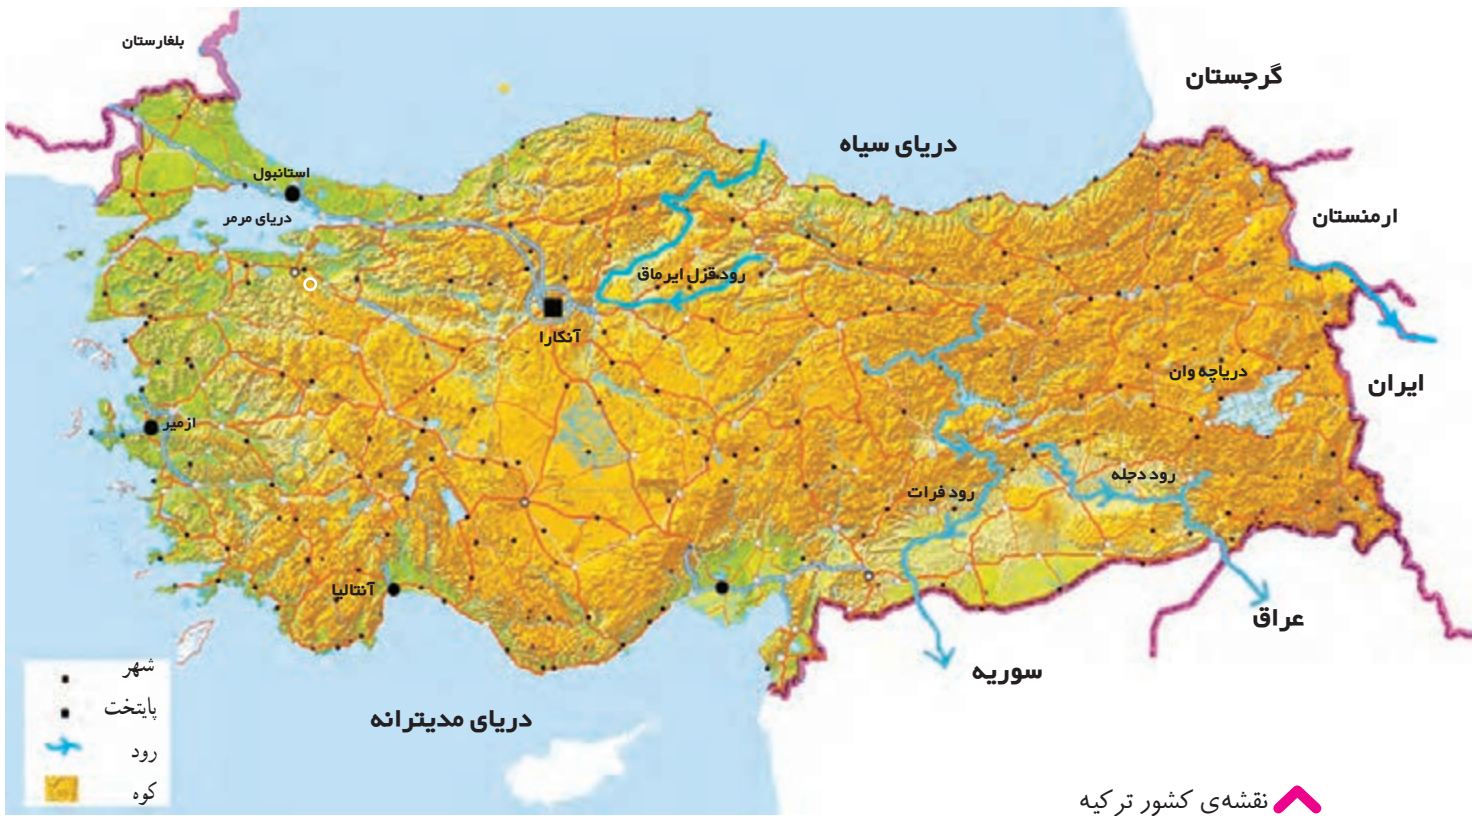 بلغارستان
گرجستان
دریای سیاه
استانبول
دریای مرمر
ارمنستان
رود قزل ایرماق
آنکارا
دریاچه وان
ایران
ازمیر
رود دجله
رود فرات
آنتالیا
عراق
سوریه
دریای مدیترانه
شهر
پایتخت
رود
کوه
نقشه‌ی کشور ترکیه